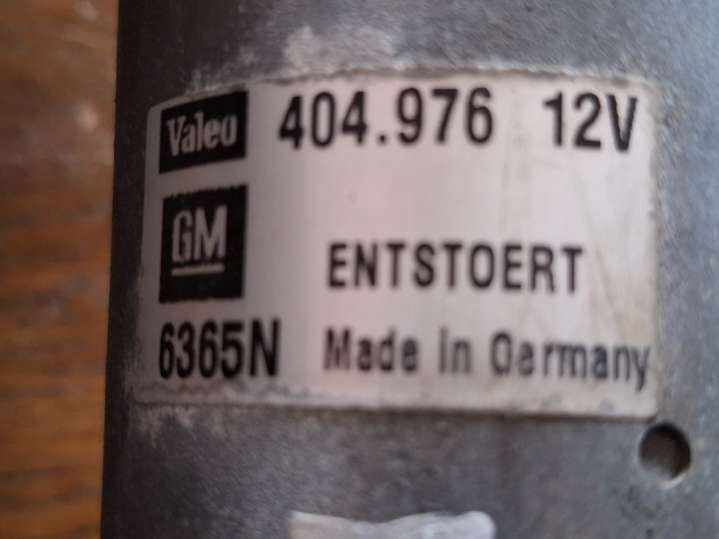 Valeo 404.976 12V
GM ENTSTOERT
6365N Made in Germany